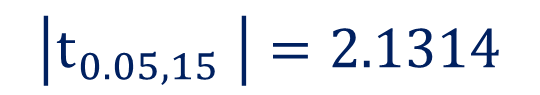 |t₀.₀₅,₁₅ | = 2.1314